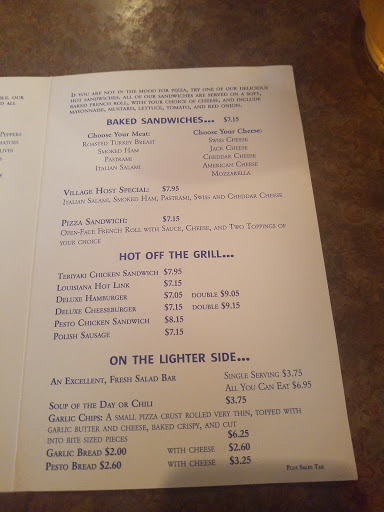 If you are not in the mood for pizza, try one of our delicious
hot sandwiches. All of our sandwiches are served on a soft,
baked French roll, with your choice of cheese, and include
mayonnaise, mustard, lettuce, tomato, and red onion.
BAKED SANDWICHES... $7.15
Choose Your Meat: Choose Your Cheese:
Roasted Turkey Breast Swiss Cheese
Smoked Ham Jack Cheese
Pastrami Cheddar Cheese
Italian Salami American Cheese
Mozzarella
Village Host Special: $7.95
Italian Salami, Smoked Ham, Pastrami, Swiss and Cheddar Cheese
Pizza Sandwich: $7.15
Open-Face French Roll with Sauce, Cheese, and Two Toppings of
your choice
HOT OFF THE GRILL...
Teriyaki Chicken Sandwich $7.95
Louisiana Hot Link $7.15
Deluxe Hamburger $7.05 double $9.05
Deluxe Cheeseburger $7.15 double $9.15
Pesto Chicken Sandwich $8.15
Polish Sausage $7.15
ON THE LIGHTER SIDE...
An Excellent, Fresh Salad Bar Single Serving $3.75
All You Can Eat $6.95
Soup of the Day or Chili $3.75
Garlic Chips: A small pizza crust rolled very thin, topped with
garlic butter and cheese, baked crispy, and cut
into bite sized pieces $6.25
Garlic Bread $2.00 with cheese $2.60
Pesto Bread $2.60 with cheese $3.25
Plus Sales Tax
Peppers